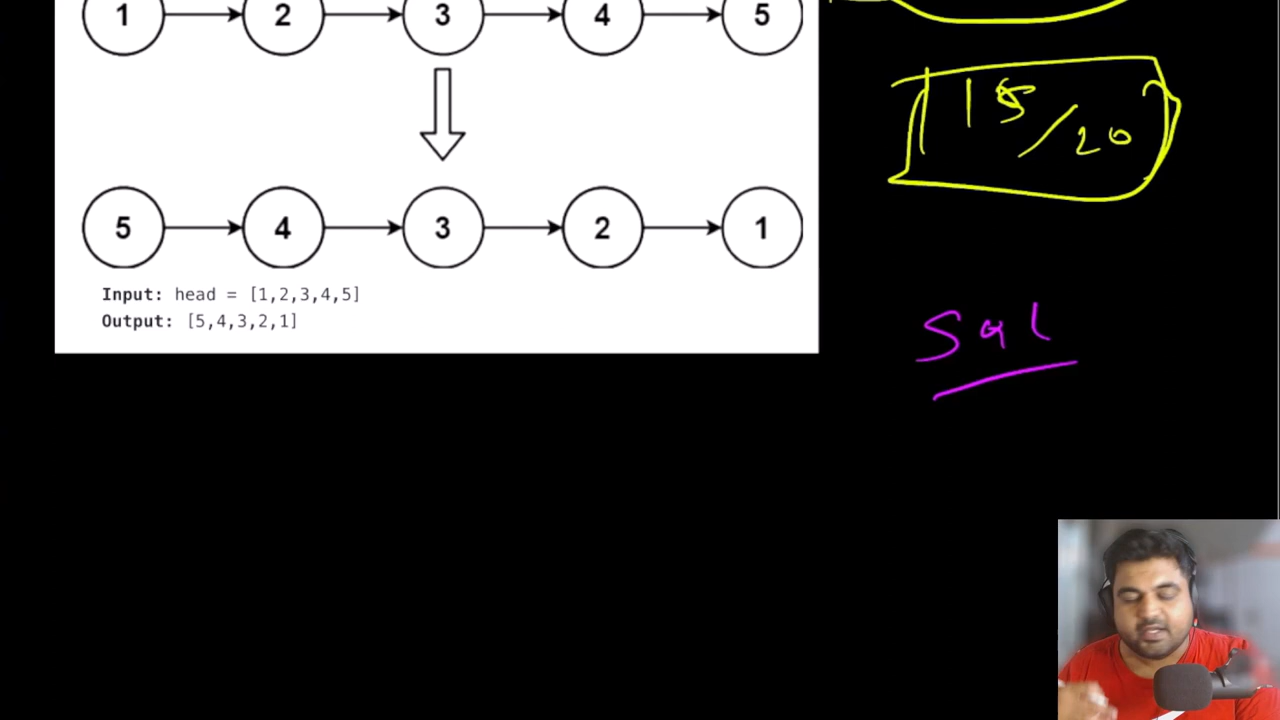 1 2 3 4 5
5 4 3 2 1
Input: head = [1,2,3,4,5]
Output: [5,4,3,2,1]
15/20
Sql